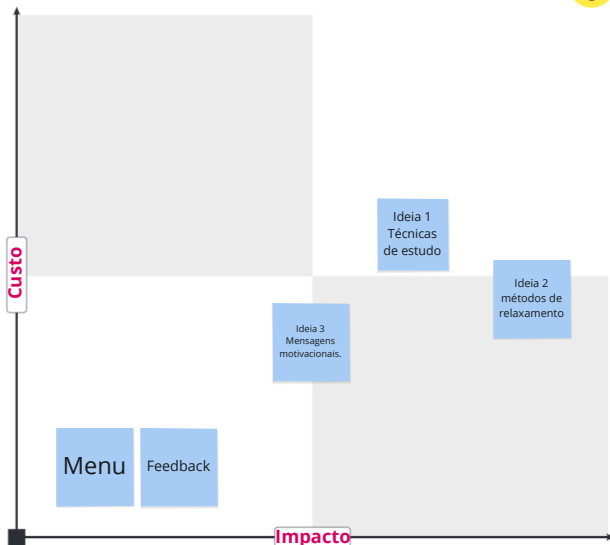 Ideia 1
Técnicas
de estudo
Custo
Ideia 2
métodos de
relaxamento
Ideia 3
Mensagens
motivacionais.
Menu
Feedback
Impacto